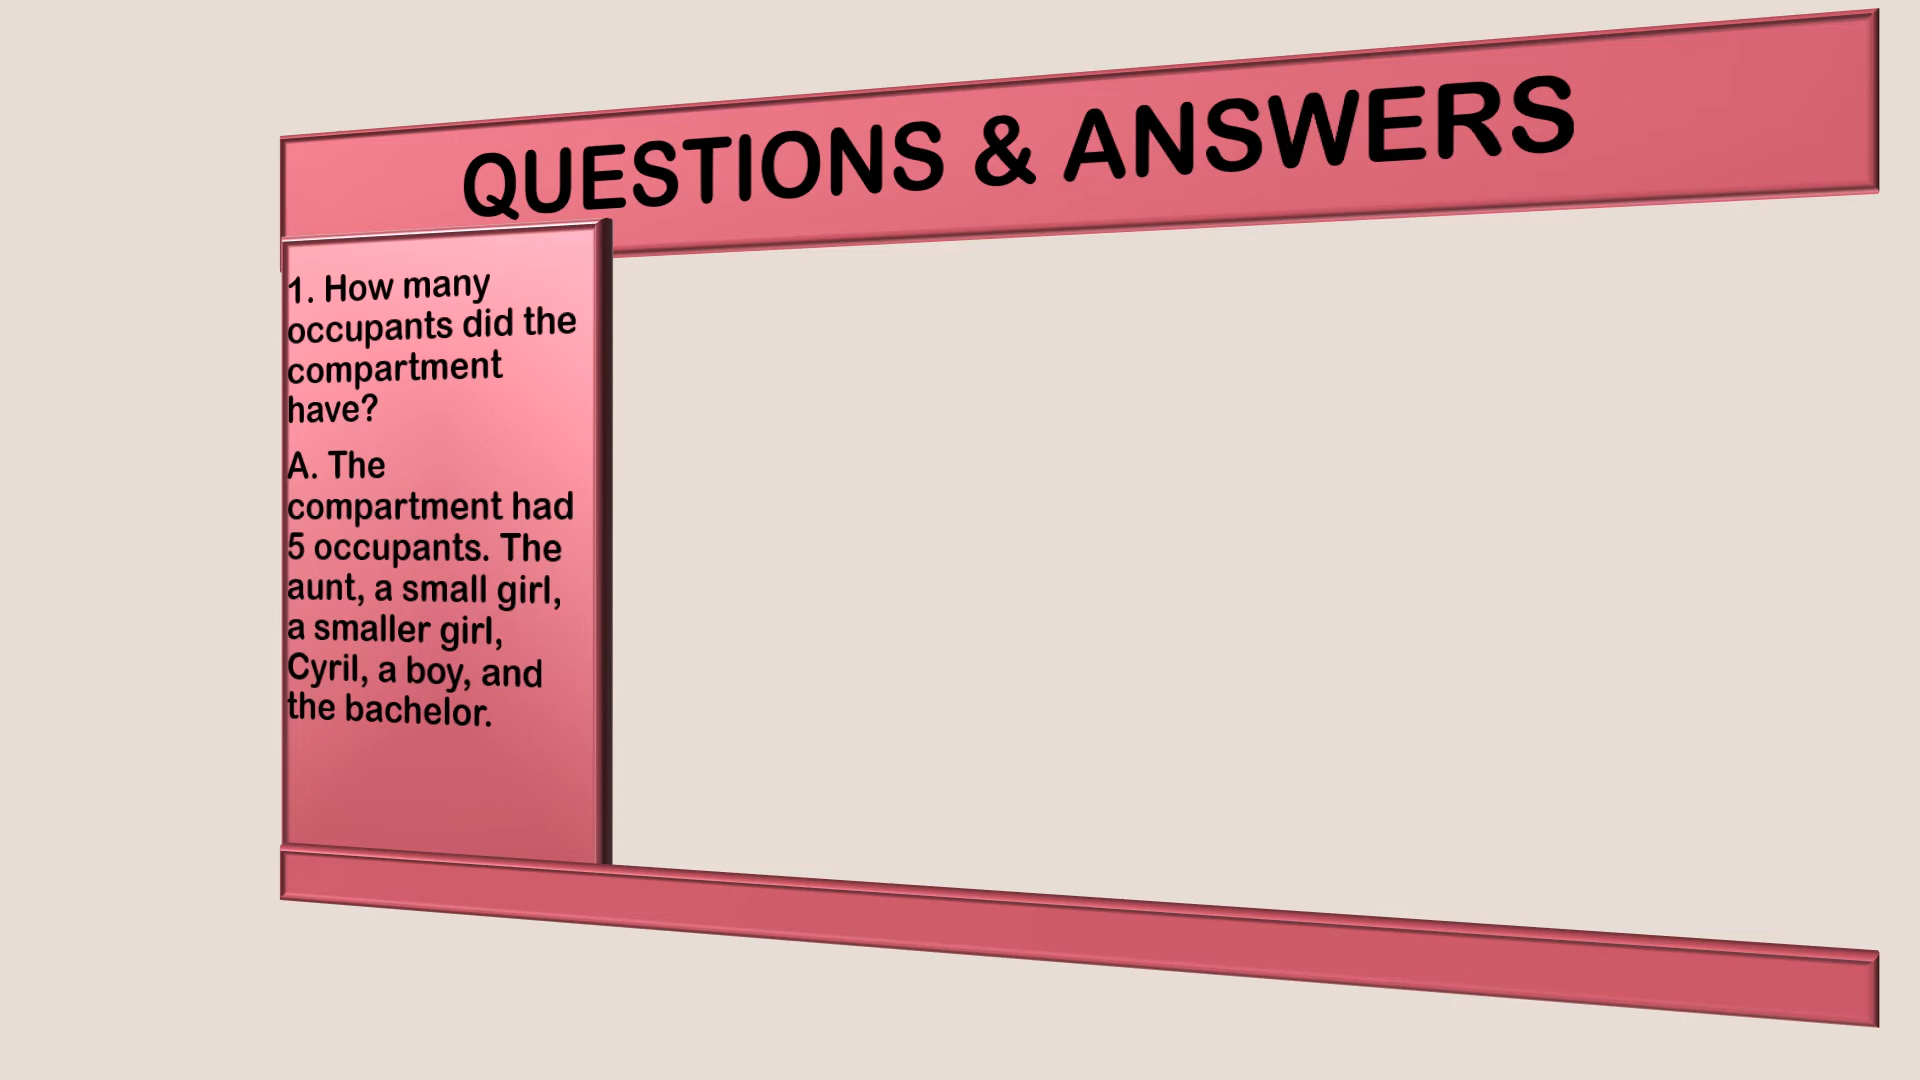 QUESTIONS & ANSWERS
1. How many
occupants did the
compartment
have?
A. The
compartment had
5 occupants. The
aunt, a small girl,
a smaller girl,
Cyril, a boy, and
the bachelor.